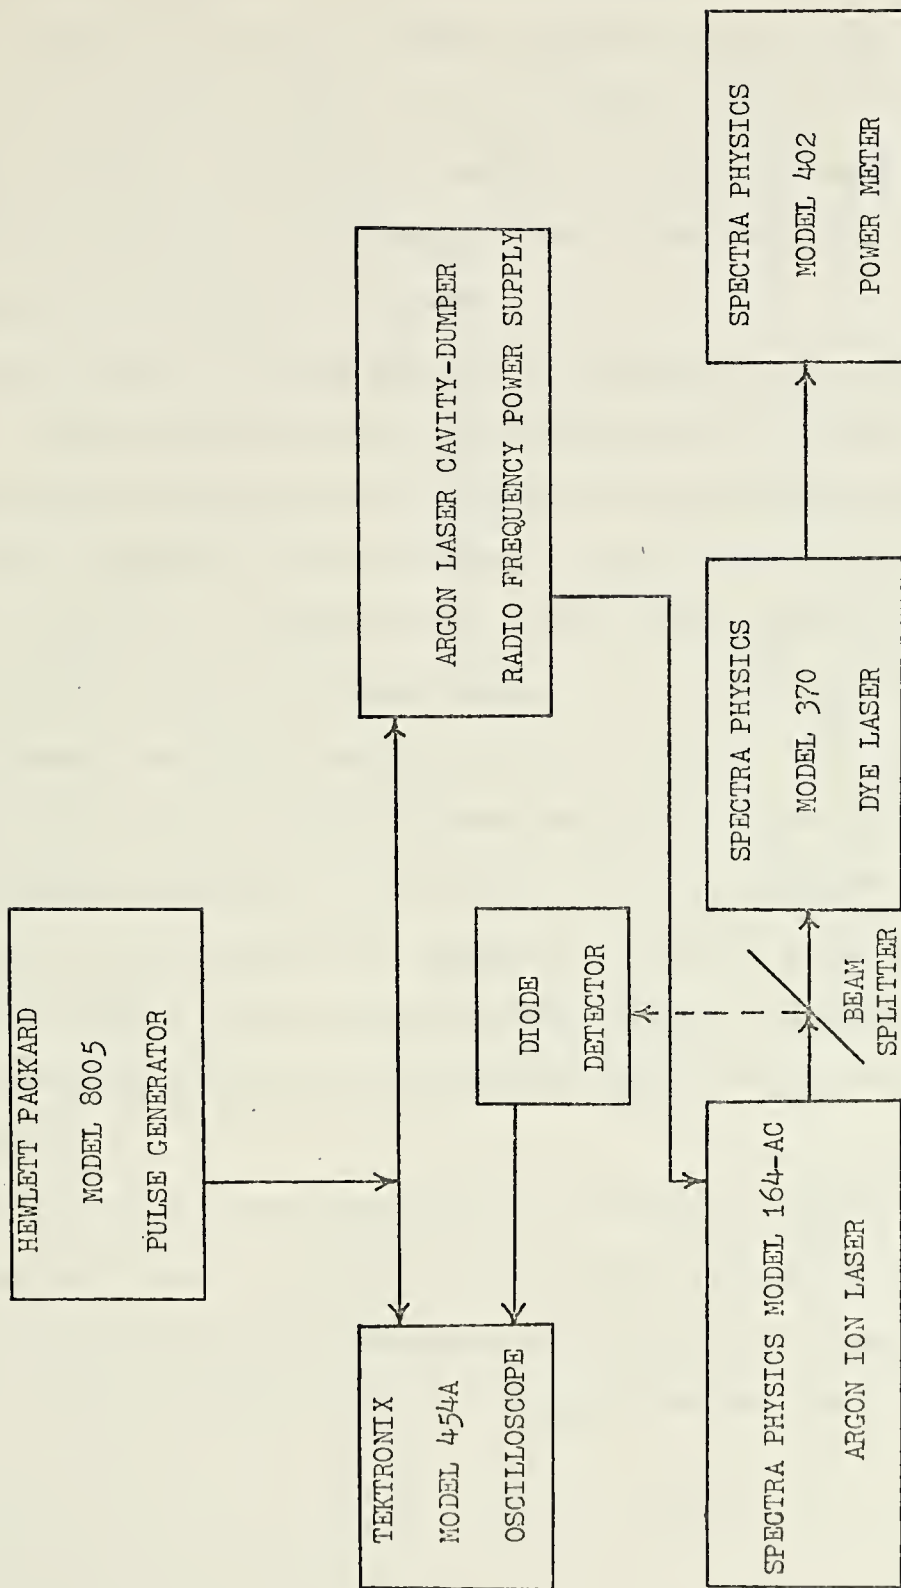 HEWLETT PACKARD
MODEL 8005
PULSE GENERATOR
TEKTRONIX
MODEL 454A
OSCILLOSCOPE
ARGON LASER CAVITY-DUMPER
RADIO FREQUENCY POWER SUPPLY
DIODE
DETECTOR
SPECTRA PHYSICS MODEL 164-AC
ARGON ION LASER
BEAM
SPLITTER
SPECTRA PHYSICS
MODEL 370
DYE LASER
SPECTRA PHYSICS
MODEL 402
POWER METER